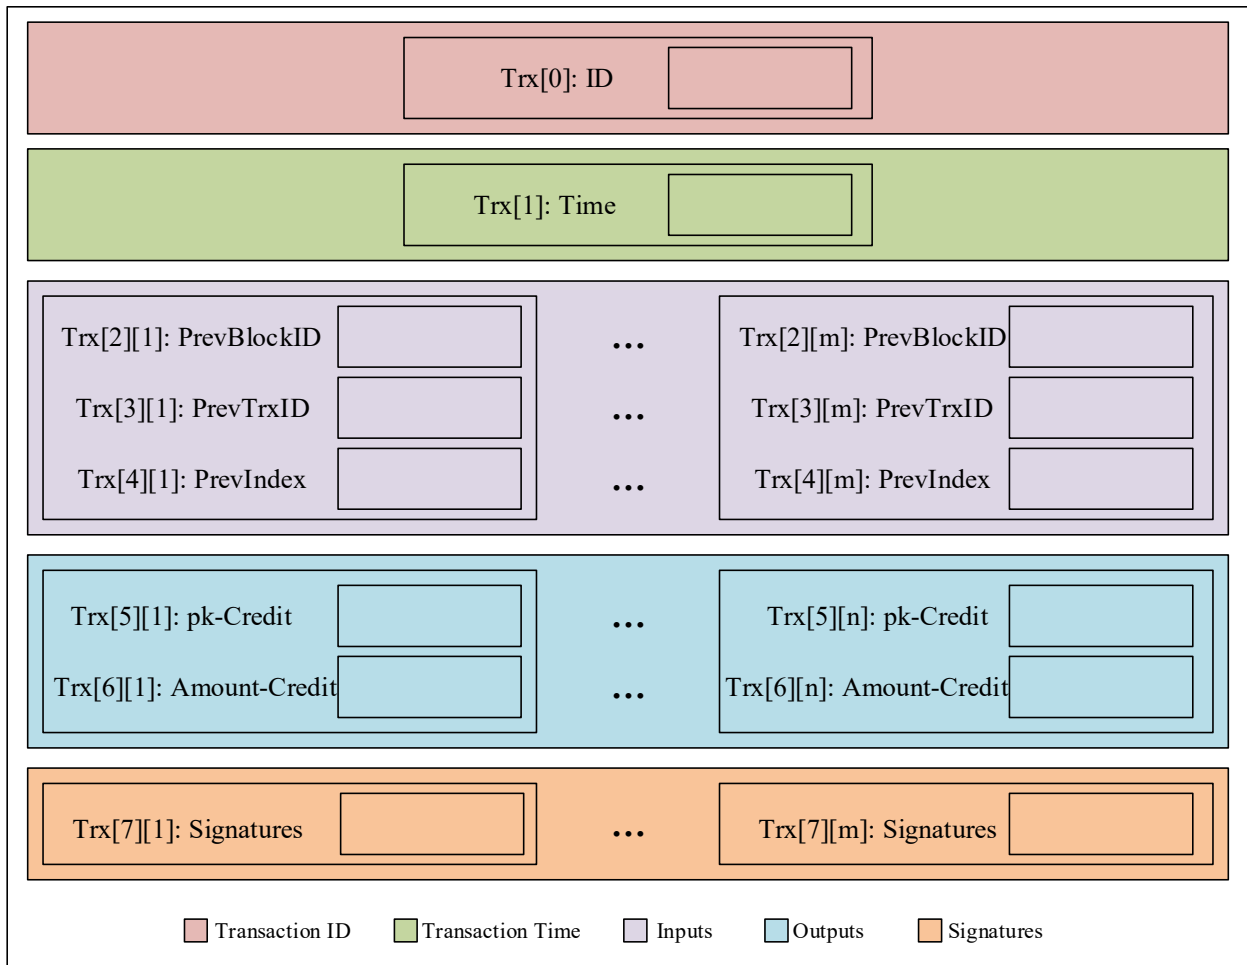 Trx[0]: ID
Trx[1]: Time
Trx[2][1]: PrevBlockID ... Trx[2][m]: PrevBlockID
Trx[3][1]: PrevTrxID ... Trx[3][m]: PrevTrxID
Trx[4][1]: PrevIndex ... Trx[4][m]: PrevIndex
Trx[5][1]: pk-Credit ... Trx[5][n]: pk-Credit
Trx[6][1]: Amount-Credit ... Trx[6][n]: Amount-Credit
Trx[7][1]: Signatures ... Trx[7][m]: Signatures
Transaction ID Transaction Time Inputs Outputs Signatures